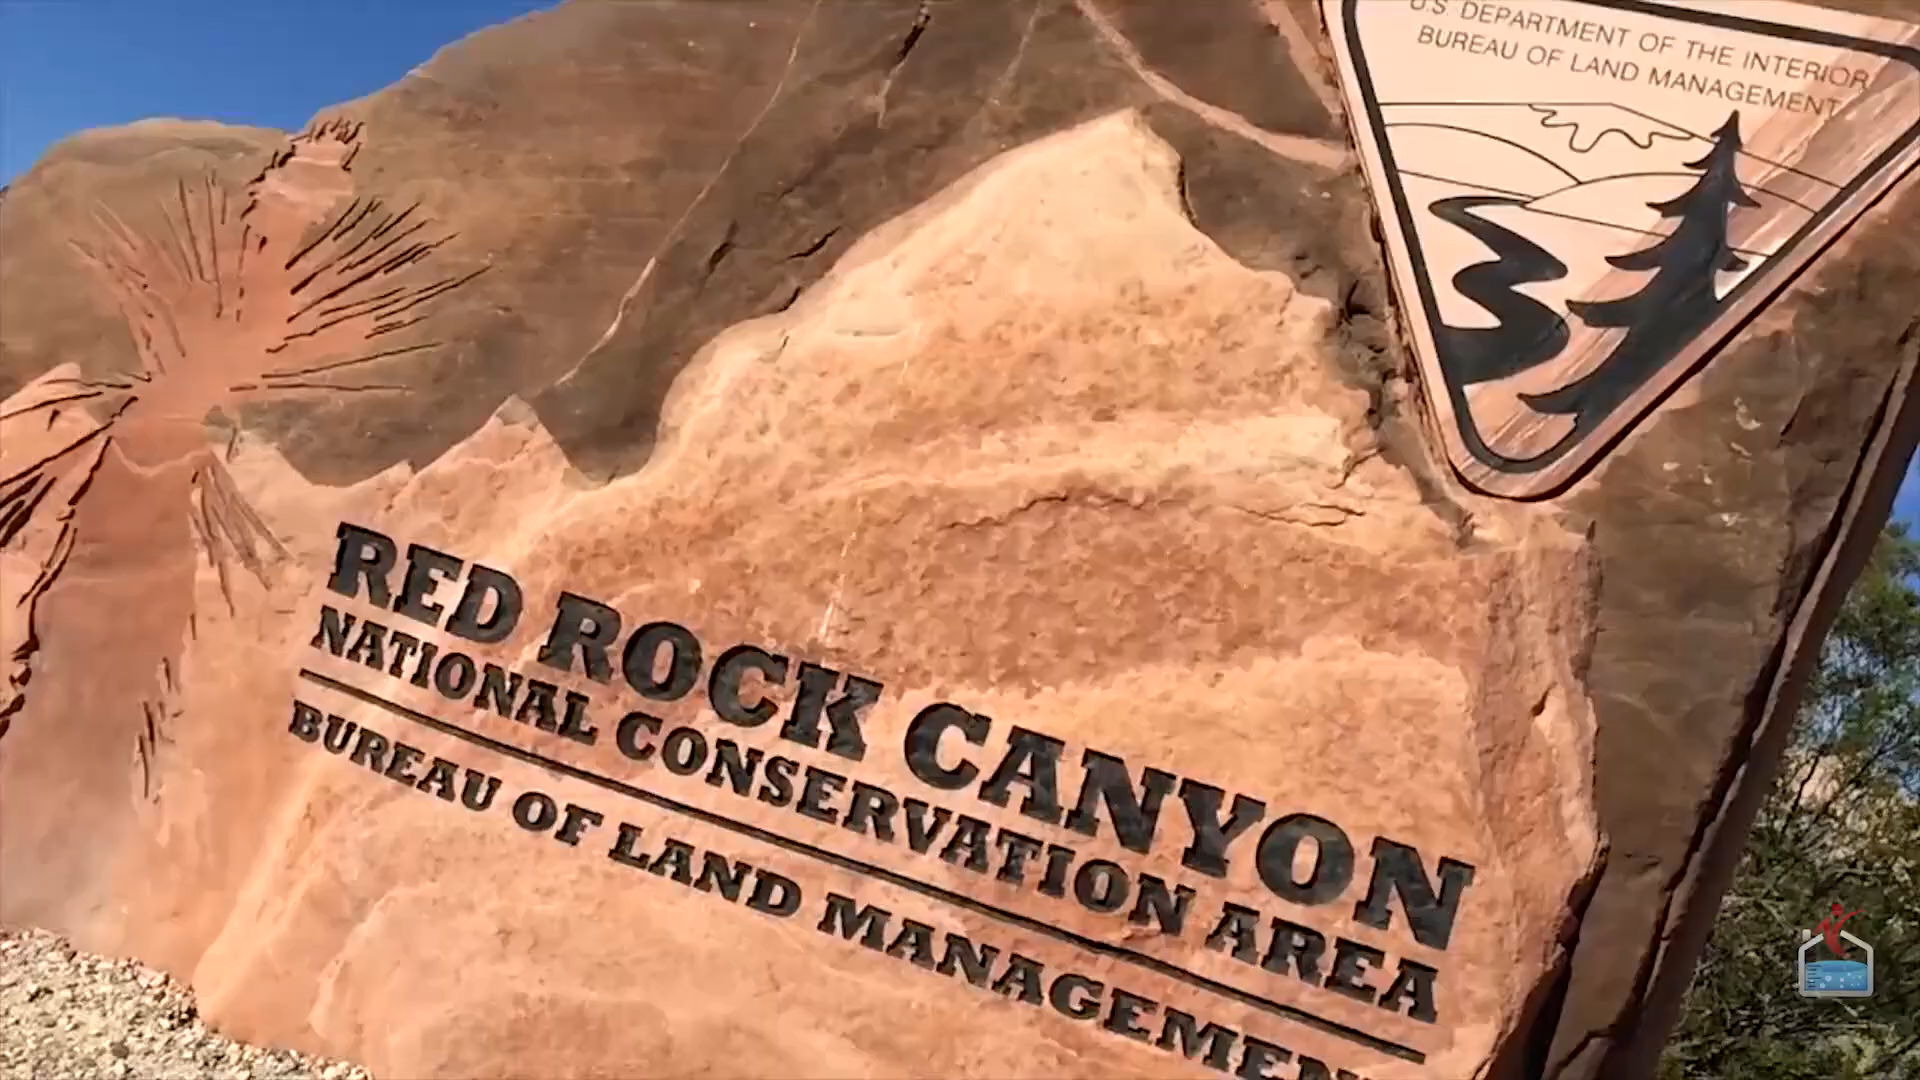 U.S. DEPARTMENT OF THE INTERIOR
BUREAU OF LAND MANAGEMENT
RED ROCK CANYON
NATIONAL CONSERVATION AREA
BUREAU OF LAND MANAGEMENT